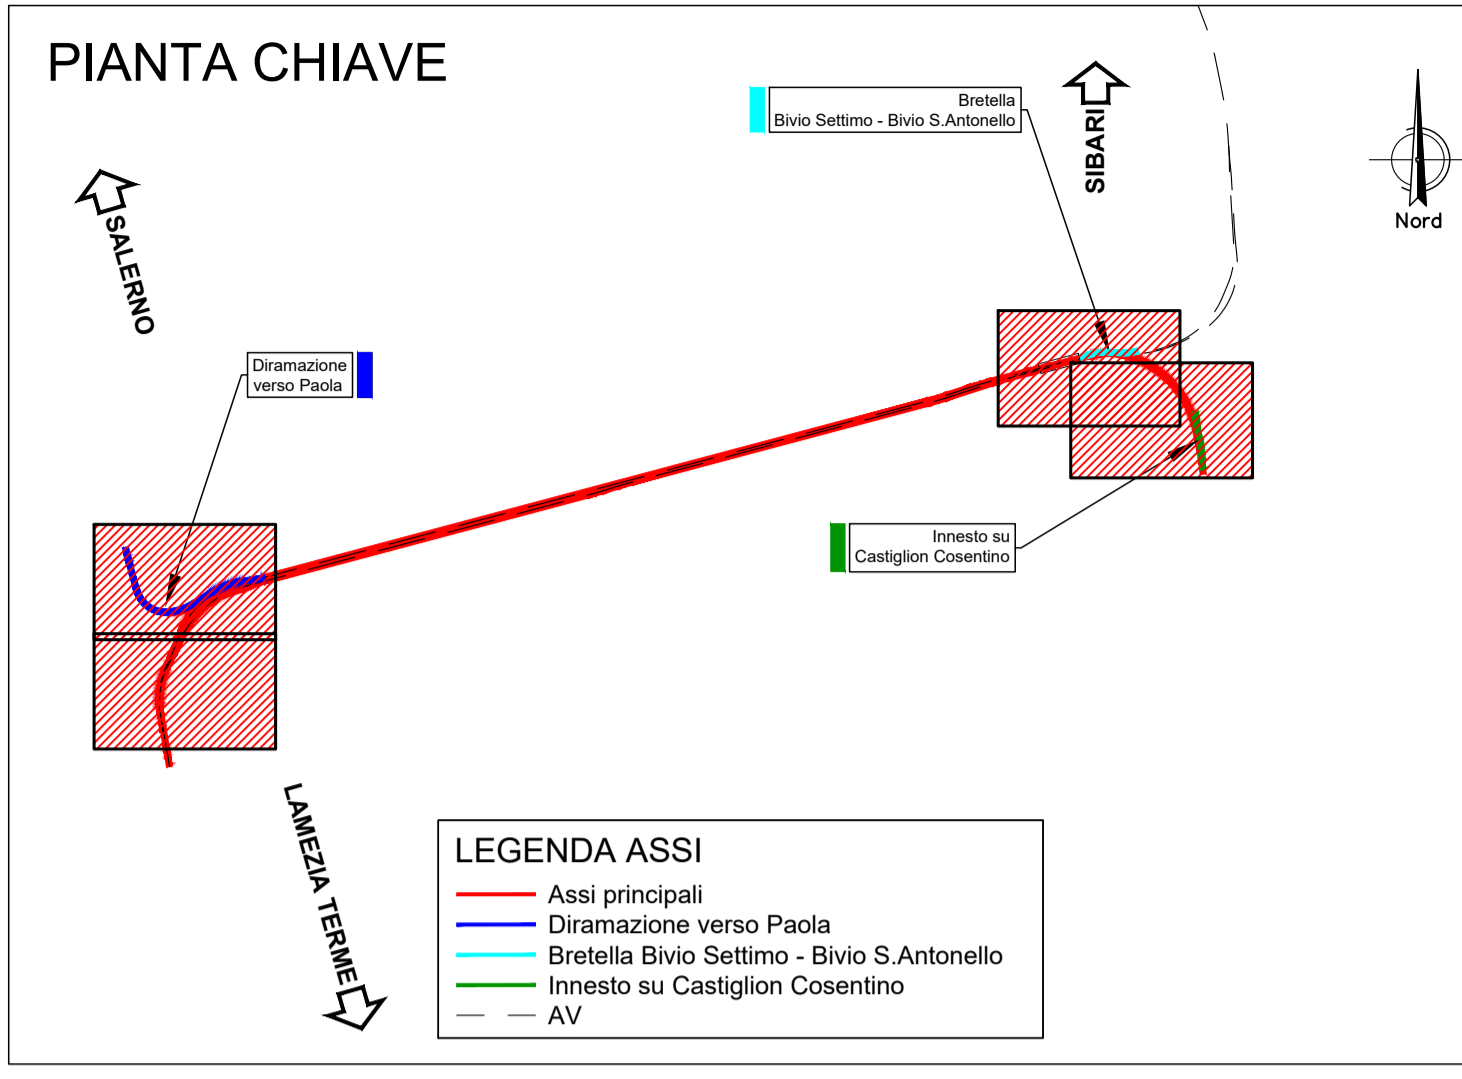 PIANTA CHIAVE
Bretella
Bivio Settimo - Bivio S.Antonello
SIBARI
Nord
SALERNO
Diramazione
verso Paola
Innesto su
Castiglion Cosentino
LAMEZIA TERME
LEGENDA ASSI
Assi principali
Diramazione verso Paola
Bretella Bivio Settimo - Bivio S.Antonello
Innesto su Castiglion Cosentino
AV